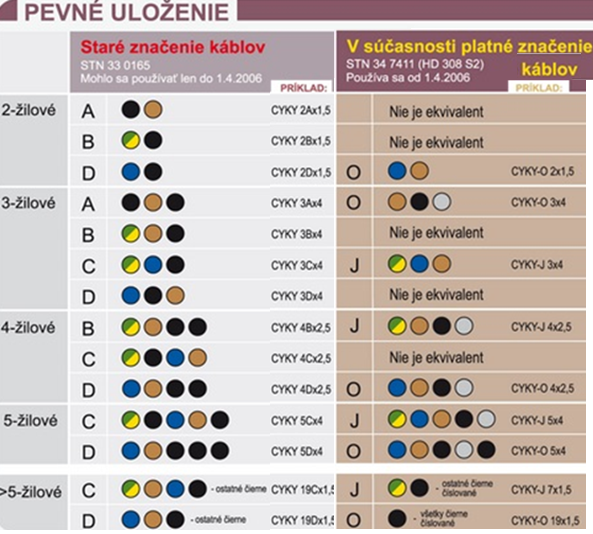 PEVNÉ ULOŽENIE
Staré značenie káblov
STN 33 0165
Mohlo sa používať len do 1.4.2006
PRÍKLAD:
V súčasnosti platné značenie
káblov
STN 34 7411 (HD 308 S2)
Používa sa od 1.4.2006
PRÍKLAD:
2-žilové A CYKY 2Ax1,5 Nie je ekvivalent
B CYKY 2Bx1,5 Nie je ekvivalent
D CYKY 2Dx1,5 O CYKY-O 2x1,5
3-žilové A CYKY 3Ax4 O CYKY-O 3x4
B CYKY 3Bx4 Nie je ekvivalent
C CYKY 3Cx4 J CYKY-J 3x4
D CYKY 3Dx4 Nie je ekvivalent
4-žilové B CYKY 4Bx2,5 J CYKY-J 4x2,5
C CYKY 4Cx2,5 Nie je ekvivalent
D CYKY 4Dx2,5 O CYKY-O 4x2,5
5-žilové C CYKY 5Cx4 J CYKY-J 5x4
D CYKY 5Dx4 O CYKY-O 5x4
>5-žilové C - ostatné čierne CYKY 19Cx1,5 J - ostatné čierne číslované CYKY-J 7x1,5
D - ostatné čierne CYKY 19Dx1,5 O - všetky čierne číslované CYKY-O 19x1,5